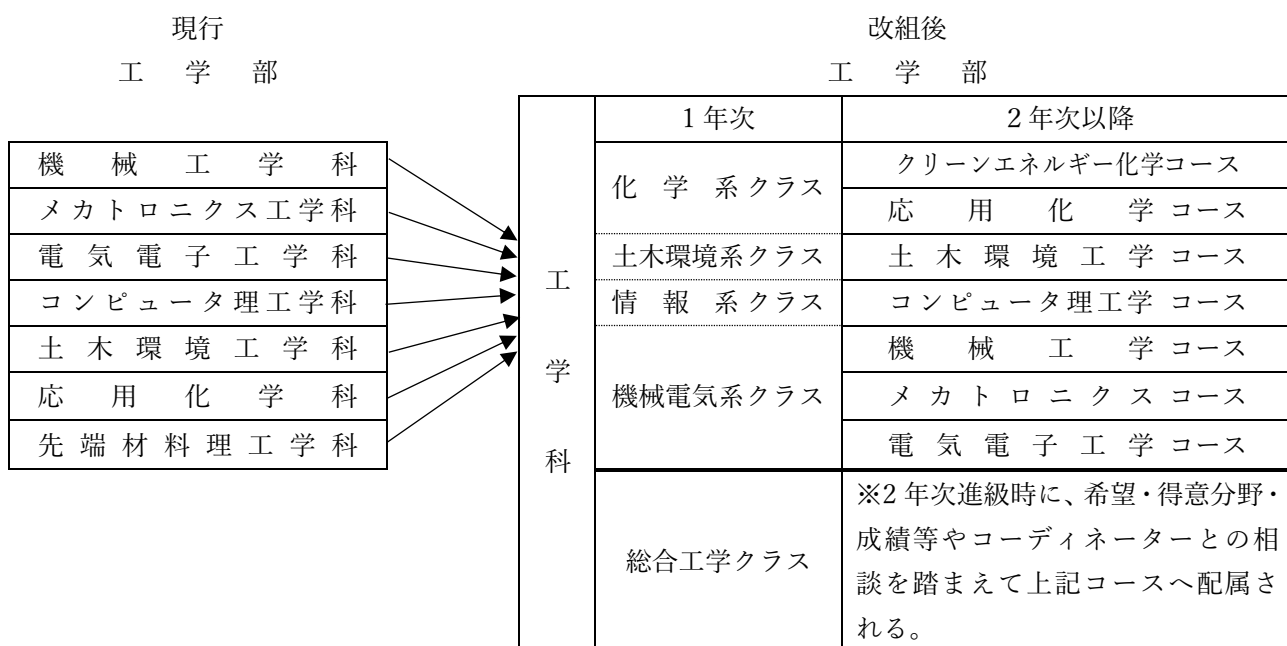 現行
工学部
機械工学科
メカトロニクス工学科
電気電子工学科
コンピュータ理工学科
土木環境工学科
応用化学科
先端材料理工学科
改組後
工学部
工学科
1年次
2年次以降
化学系クラス
クリーンエネルギー化学コース
応用化学コース
土木環境系クラス
土木環境工学コース
情報系クラス
コンピュータ理工学コース
機械電気系クラス
機械工学コース
メカトロニクスコース
電気電子工学コース
総合工学クラス
※2年次進級時に、希望・得意分野・
成績等やコーディネーターとの相
談を踏まえて上記コースへ配属さ
れる。